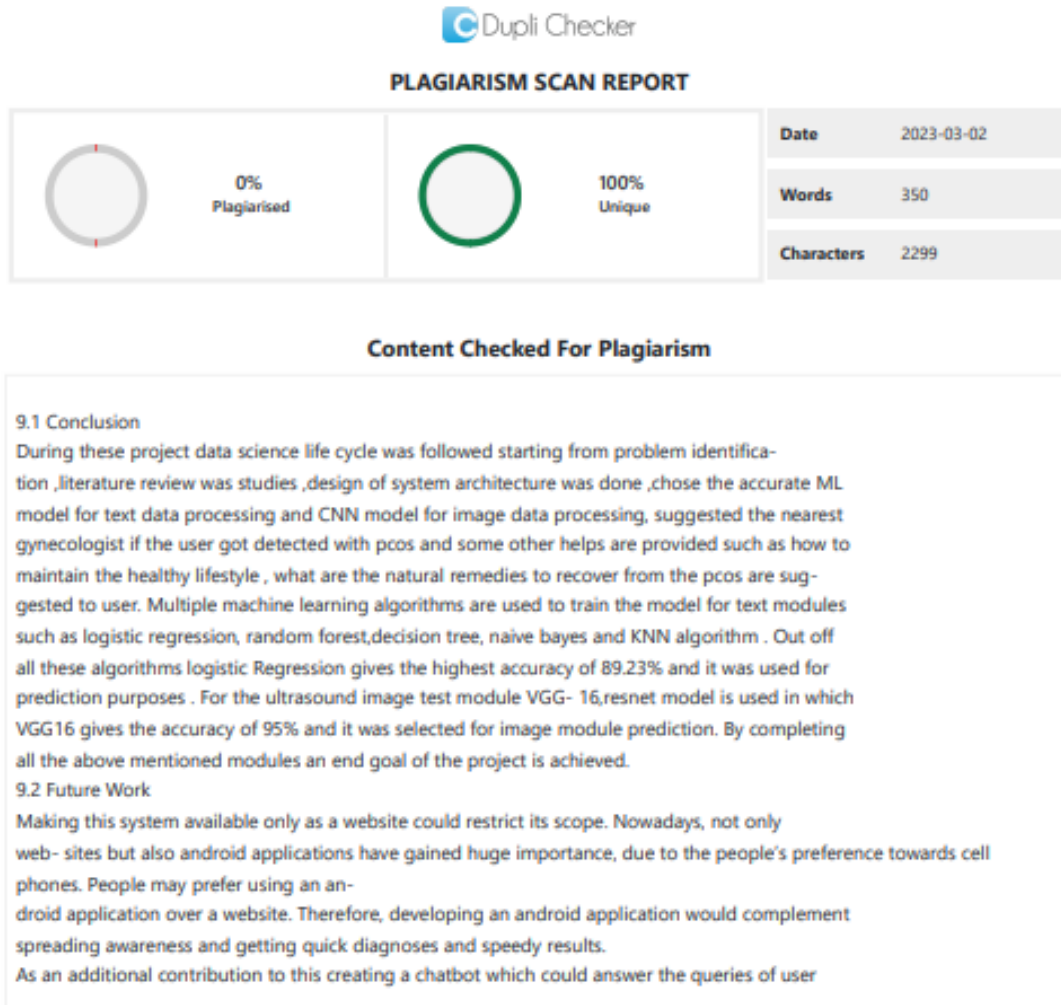 Dupli Checker
PLAGIARISM SCAN REPORT
0%
Plagiarised
100%
Unique
Date 2023-03-02
Words 350
Characters 2299
Content Checked For Plagiarism
9.1 Conclusion
During these project data science life cycle was followed starting from problem identifica-
tion ,literature review was studies ,design of system architecture was done ,chose the accurate ML
model for text data processing and CNN model for image data processing, suggested the nearest
gynecologist if the user got detected with pcos and some other helps are provided such as how to
maintain the healthy lifestyle , what are the natural remedies to recover from the pcos are sug-
gested to user. Multiple machine learning algorithms are used to train the model for text modules
such as logistic regression, random forest,decision tree, naive bayes and KNN algorithm . Out off
all these algorithms logistic Regression gives the highest accuracy of 89.23% and it was used for
prediction purposes . For the ultrasound image test module VGG- 16,resnet model is used in which
VGG16 gives the accuracy of 95% and it was selected for image module prediction. By completing
all the above mentioned modules an end goal of the project is achieved.
9.2 Future Work
Making this system available only as a website could restrict its scope. Nowadays, not only
web- sites but also android applications have gained huge importance, due to the people's preference towards cell
phones. People may prefer using an an-
droid application over a website. Therefore, developing an android application would complement
spreading awareness and getting quick diagnoses and speedy results.
As an additional contribution to this creating a chatbot which could answer the queries of user